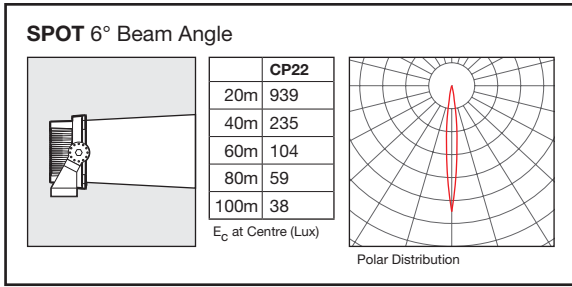 SPOT 6° Beam Angle
CP22
20m 939
40m 235
60m 104
80m 59
100m 38
EC at Centre (Lux)
Polar Distribution